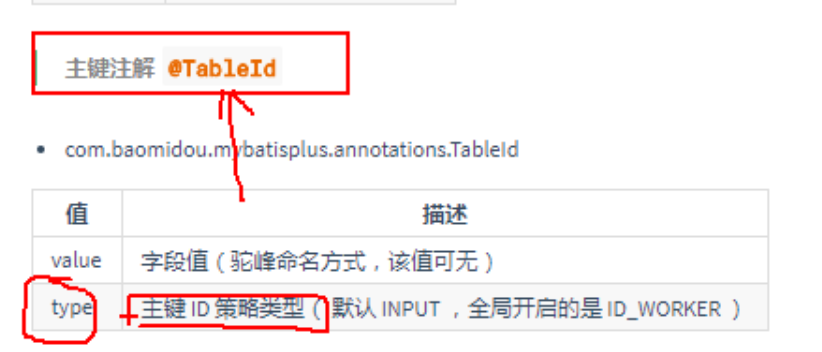 主键注解 @TableId
com.baomidou.mybatisplus.annotations.TableId
值 描述
value 字段值（驼峰命名方式，该值可无）
type 主键 ID 策略类型（默认 INPUT ，全局开启的是 ID_WORKER ）